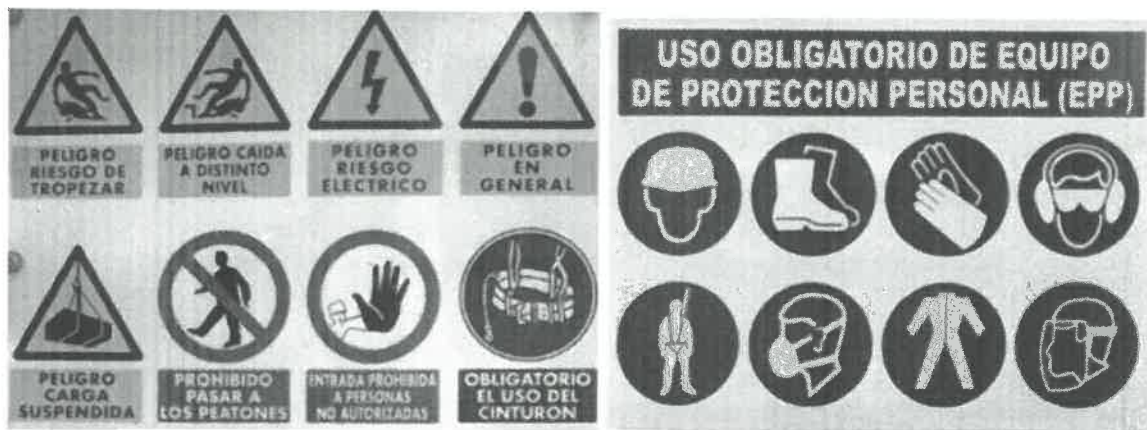 PELIGRO
RIESGO DE
TROPEZAR
PELIGRO CAIDA
A DISTINTO
NIVEL
PELIGRO
RIESGO
ELECTRICO
PELIGRO
EN
GENERAL
PELIGRO
CARGA
SUSPENDIDA
PROHIBIDO
PASAR A
LOS PEATONES
ENTRADA PROHIBIDA
A PERSONAS
NO AUTORIZADAS
OBLIGATORIO
EL USO DEL
CINTURON
USO OBLIGATORIO DE EQUIPO
DE PROTECCION PERSONAL (EPP)